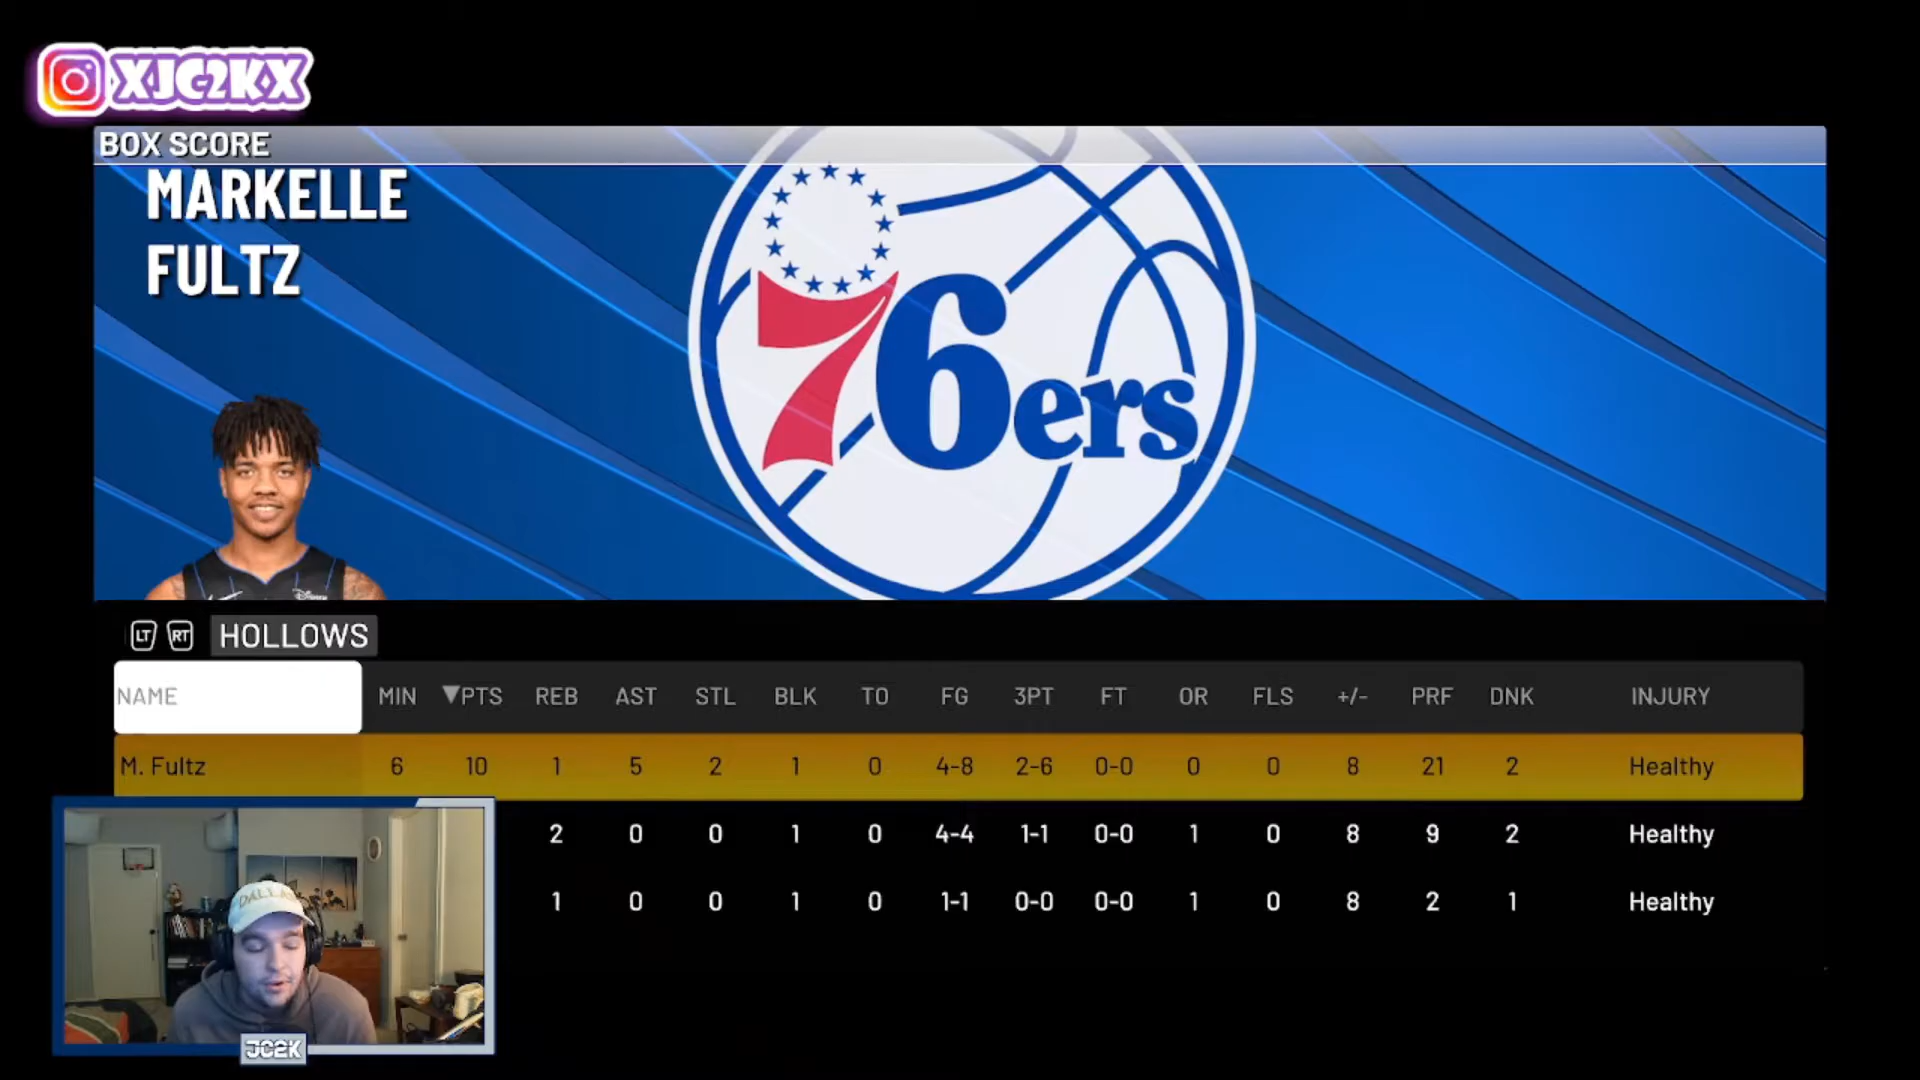 XJC2KX
BOX SCORE
MARKELLE
FULTZ
76ers
LT RT HOLLOWS
NAME MIN ▼PTS REB AST STL BLK TO FG 3PT FT OR FLS +/- PRF DNK INJURY
M. Fultz 6 10 1 5 2 1 0 4-8 2-6 0-0 0 0 8 21 2 Healthy
2 0 0 1 0 4-4 1-1 0-0 1 0 8 9 2 Healthy
1 0 0 1 0 1-1 0-0 0-0 1 0 8 2 1 Healthy
DALLAS
JC2K